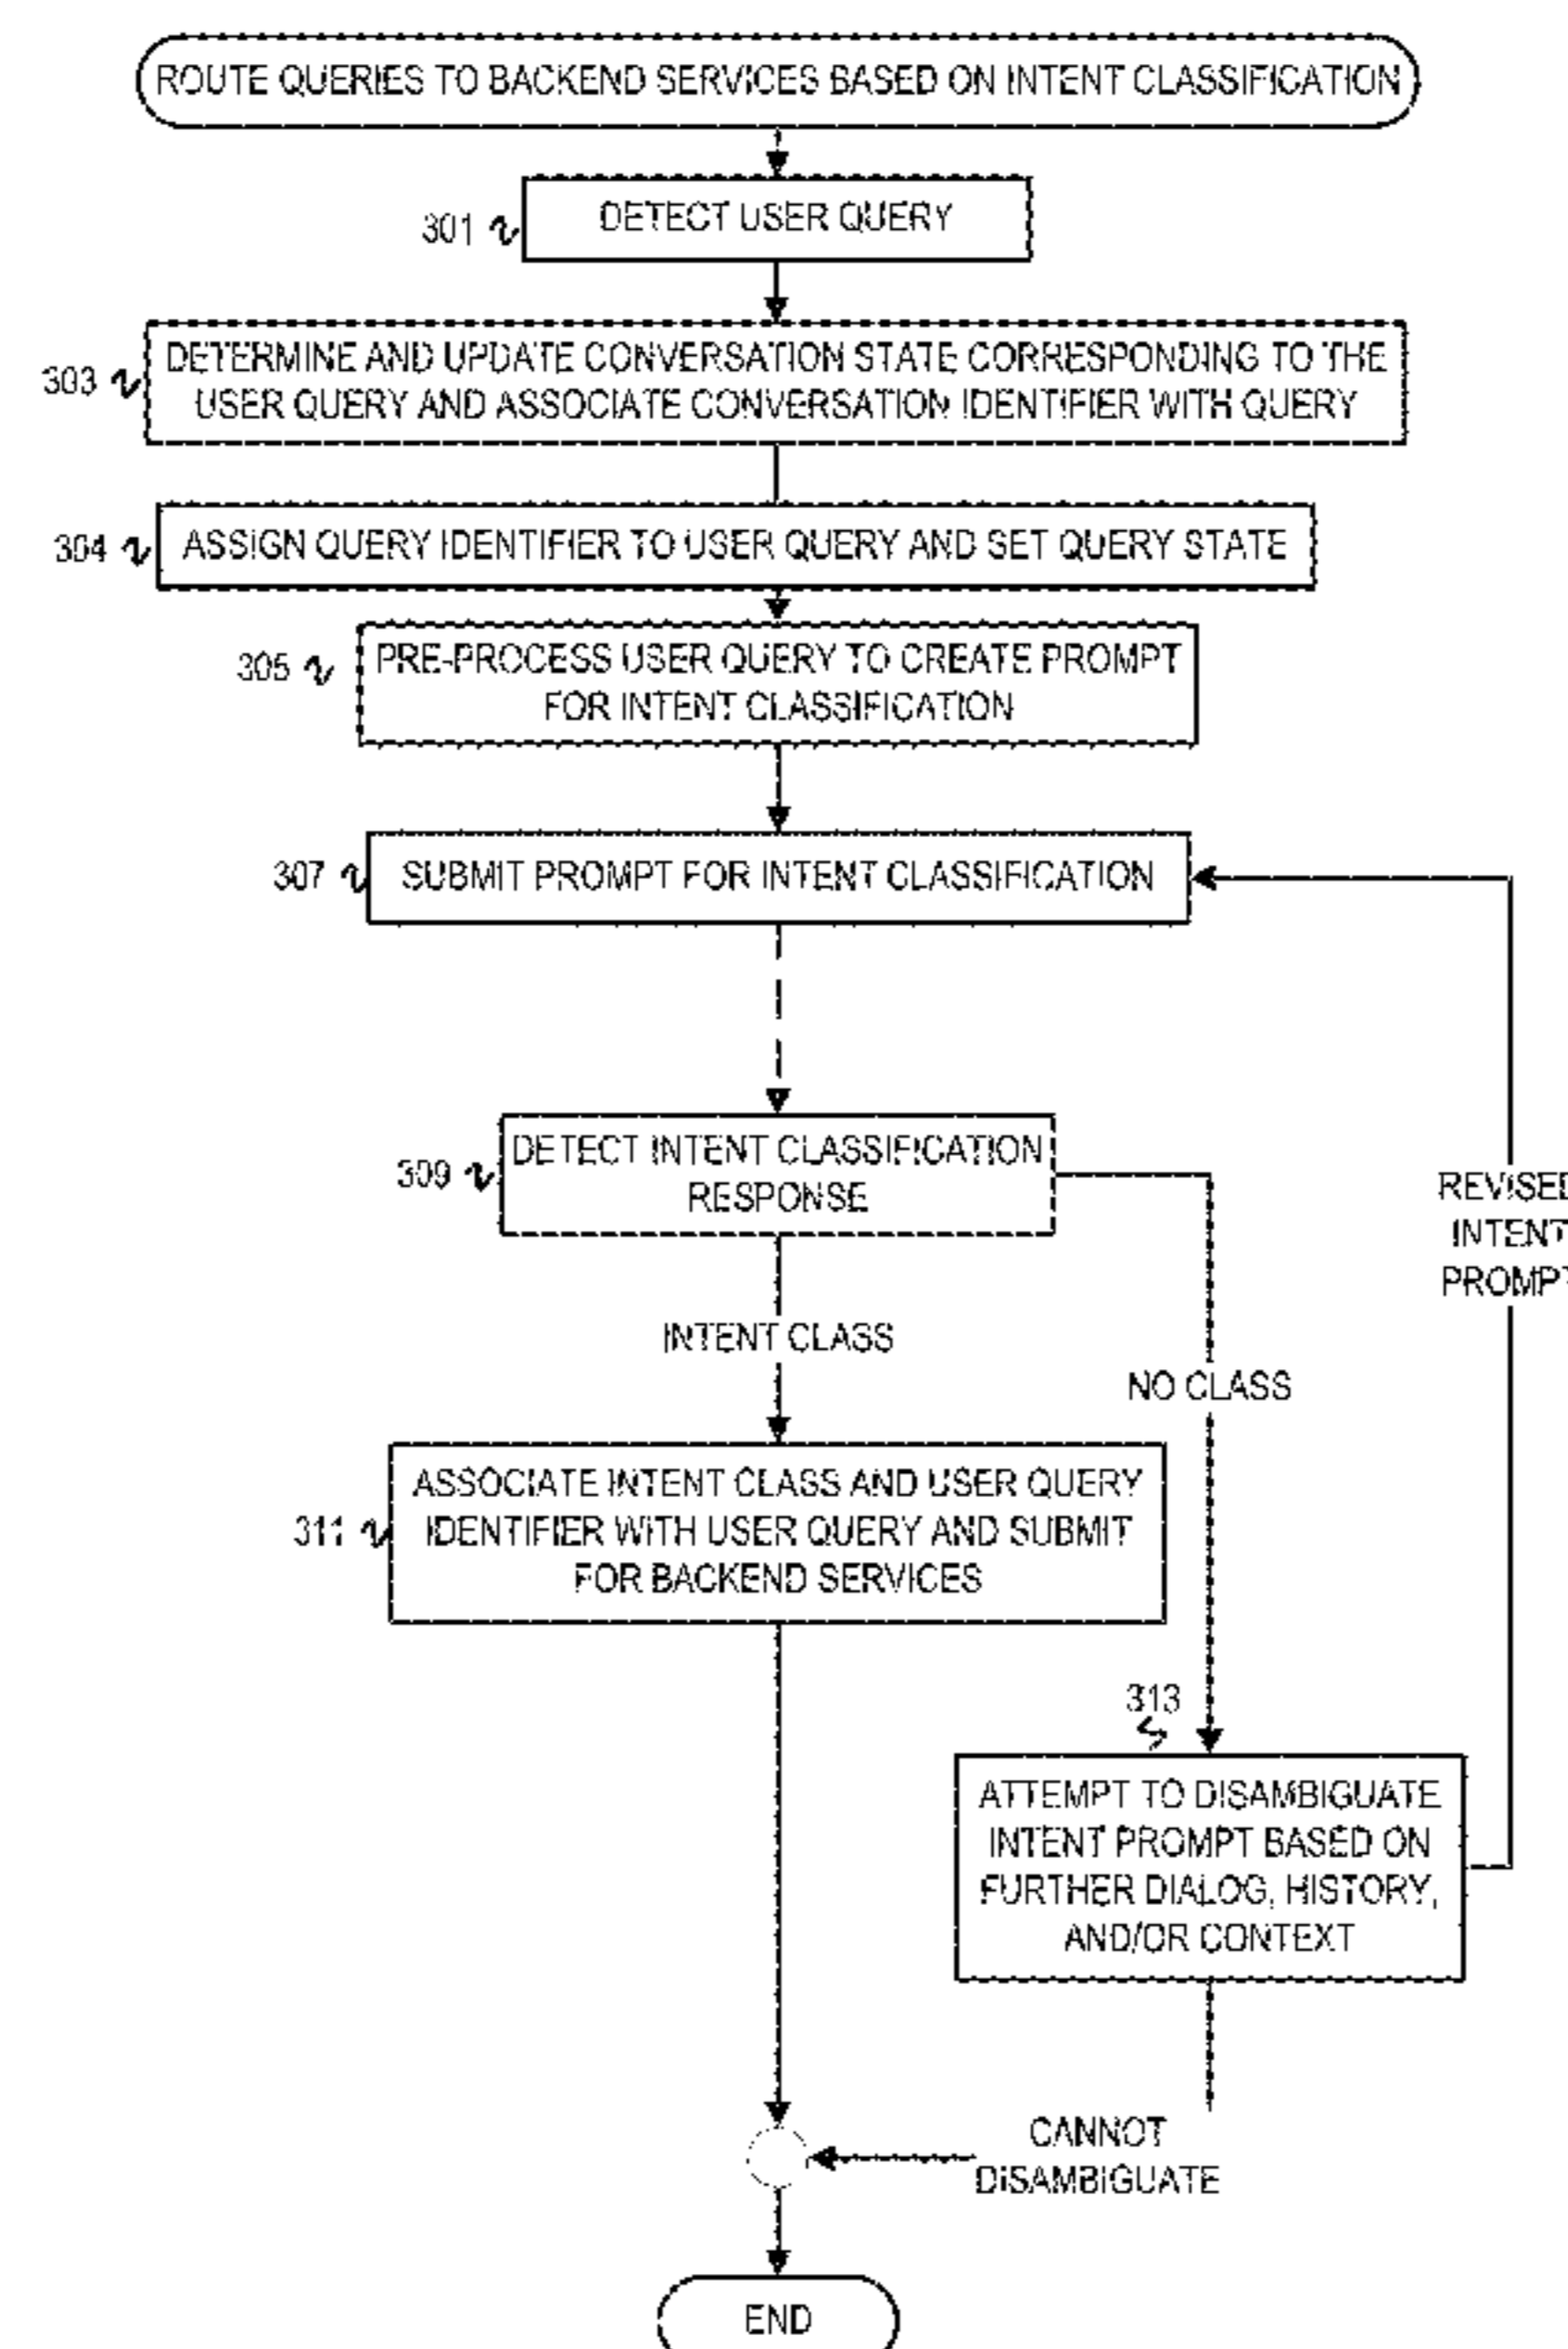 ROUTE QUERIES TO BACKEND SERVICES BASED ON INTENT CLASSIFICATION
301
DETECT USER QUERY
303
DETERMINE AND UPDATE CONVERSATION STATE CORRESPONDING TO THE
USER QUERY AND ASSOCIATE CONVERSATION IDENTIFIER WITH QUERY
304
ASSIGN QUERY IDENTIFIER TO USER QUERY AND SET QUERY STATE
305
PRE-PROCESS USER QUERY TO CREATE PROMPT
FOR INTENT CLASSIFICATION
307
SUBMIT PROMPT FOR INTENT CLASSIFICATION
309
DETECT INTENT CLASSIFICATION
RESPONSE
REVISED
INTENT
PROMPT
INTENT CLASS
NO CLASS
311
ASSOCIATE INTENT CLASS AND USER QUERY
IDENTIFIER WITH USER QUERY AND SUBMIT
FOR BACKEND SERVICES
313
ATTEMPT TO DISAMBIGUATE
INTENT PROMPT BASED ON
FURTHER DIALOG, HISTORY,
AND/OR CONTEXT
CANNOT
DISAMBIGUATE
END